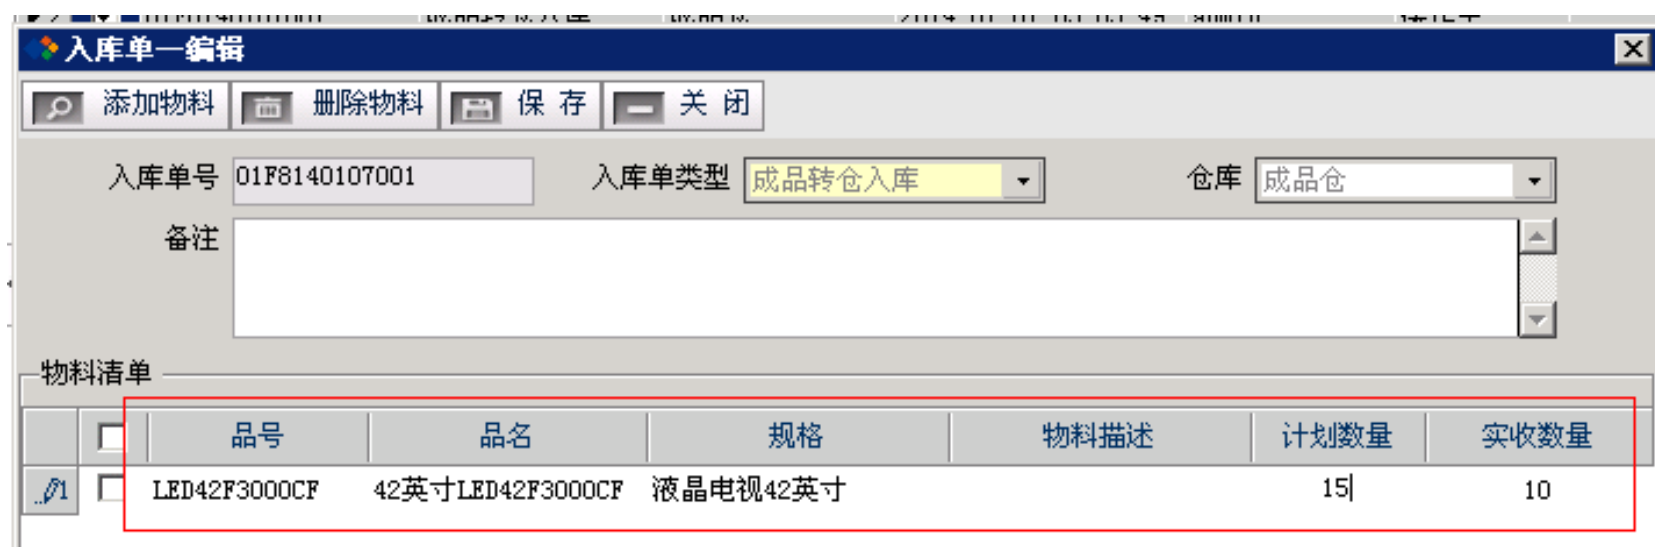 入库单—编辑
添加物料 删除物料 保 存 关 闭
入库单号 01F8140107001 入库单类型 成品转仓入库 仓库 成品仓
备注
物料清单
品号 品名 规格 物料描述 计划数量 实收数量
1 LED42F3000CF 42英寸LED42F3000CF 液晶电视42英寸 15 10